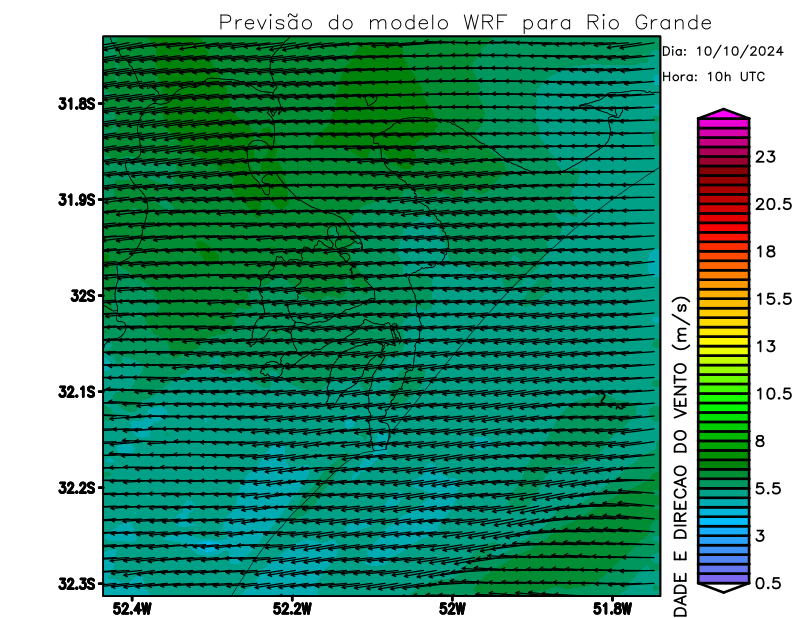 Previsão do modelo WRF para Rio Grande
Dia: 10/10/2024
Hora: 10h UTC
31.8S
31.9S
32S
32.1S
32.2S
32.3S
52.4W
52.2W
52W
51.8W
DADE E DIRECAO DO VENTO (m/s)
23
20.5
18
15.5
13
10.5
8
5.5
3
0.5